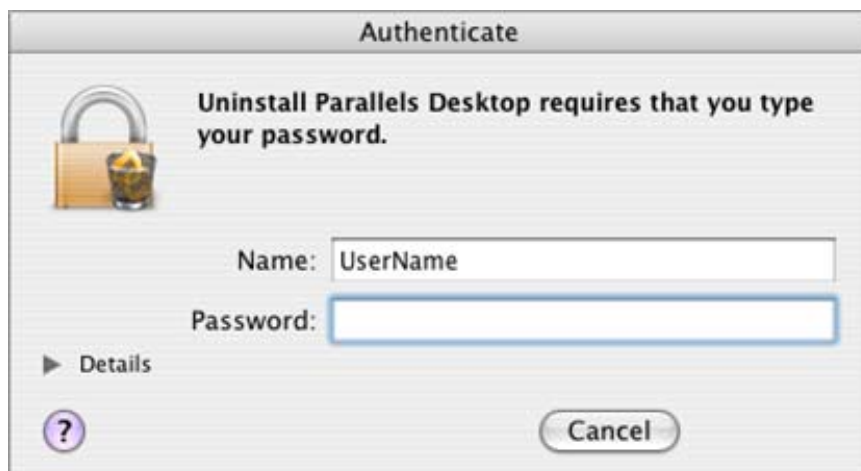 Authenticate
Uninstall Parallels Desktop requires that you type
your password.
Name: UserName
Password:
Details
?
Cancel